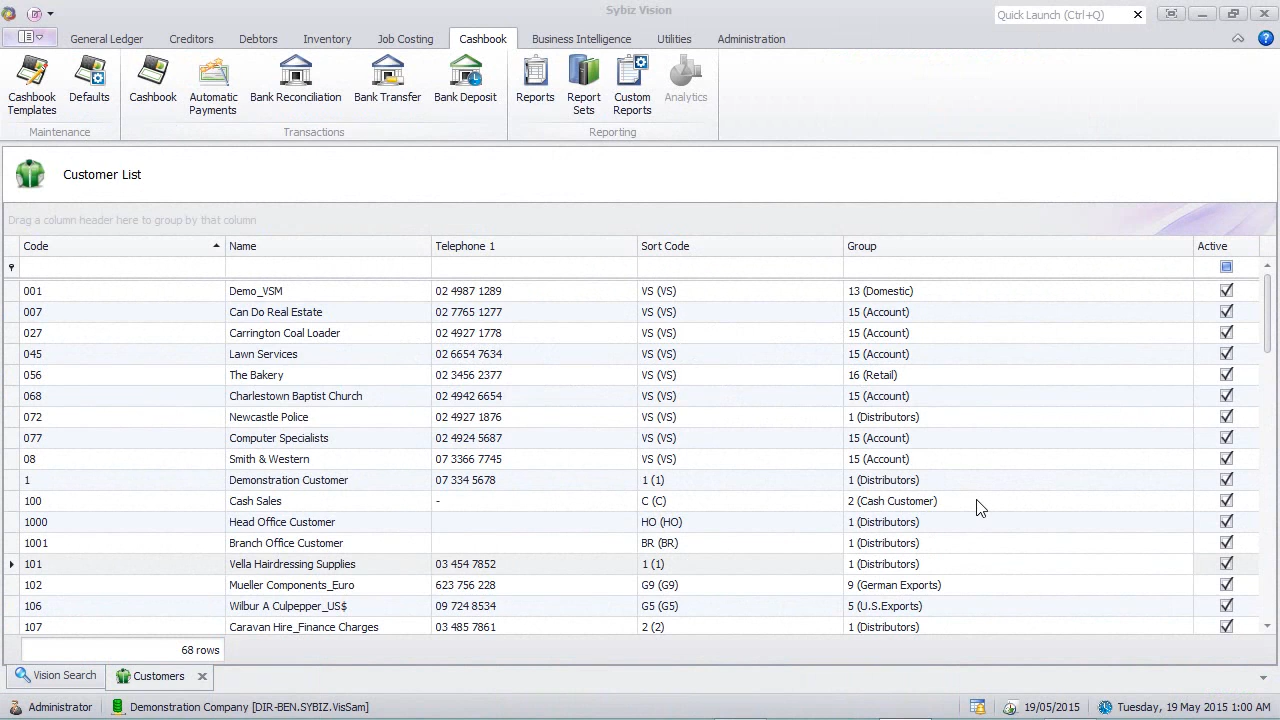 Sybiz Vision
Quick Launch (Ctrl+Q)
General Ledger Creditors Debtors Inventory Job Costing Cashbook Business Intelligence Utilities Administration
Cashbook Templates Defaults Cashbook Automatic Payments Bank Reconciliation Bank Transfer Bank Deposit Reports Report Sets Custom Reports Analytics
Maintenance Transactions Reporting
Customer List
Drag a column header here to group by that column
Code Name Telephone 1 Sort Code Group Active
001 Demo_VSM 02 4987 1289 VS (VS) 13 (Domestic)
007 Can Do Real Estate 02 7765 1277 VS (VS) 15 (Account)
027 Carrington Coal Loader 02 4927 1778 VS (VS) 15 (Account)
045 Lawn Services 02 6654 7634 VS (VS) 15 (Account)
056 The Bakery 02 3456 2377 VS (VS) 16 (Retail)
068 Charlestown Baptist Church 02 4942 6654 VS (VS) 15 (Account)
072 Newcastle Police 02 4927 1876 VS (VS) 1 (Distributors)
077 Computer Specialists 02 4924 5687 VS (VS) 15 (Account)
08 Smith & Western 07 3366 7745 VS (VS) 15 (Account)
1 Demonstration Customer 07 334 5678 1 (1) 1 (Distributors)
100 Cash Sales - C (C) 2 (Cash Customer)
1000 Head Office Customer HO (HO) 1 (Distributors)
1001 Branch Office Customer BR (BR) 1 (Distributors)
101 Vella Hairdressing Supplies 03 454 7852 1 (1) 1 (Distributors)
102 Mueller Components_Euro 623 756 228 G9 (G9) 9 (German Exports)
106 Wilbur A Culpepper_US$ 09 724 8534 G5 (G5) 5 (U.S.Exports)
107 Caravan Hire_Finance Charges 03 485 7861 2 (2) 1 (Distributors)
68 rows
Vision Search Customers
Administrator Demonstration Company [DIR-BEN.SYBIZ.VisSam] 19/05/2015 Tuesday, 19 May 2015 1:00 AM